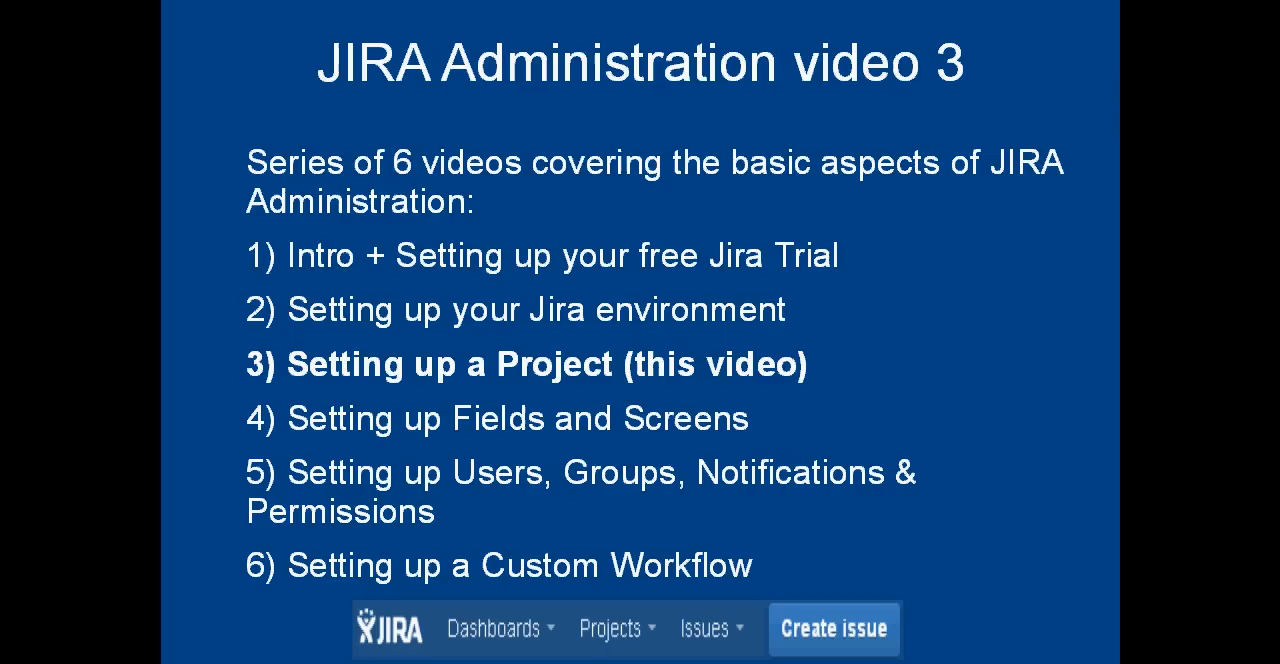 JIRA Administration video 3
Series of 6 videos covering the basic aspects of JIRA
Administration:
1) Intro + Setting up your free Jira Trial
2) Setting up your Jira environment
3) Setting up a Project (this video)
4) Setting up Fields and Screens
5) Setting up Users, Groups, Notifications &
Permissions
6) Setting up a Custom Workflow
JIRA Dashboards Projects Issues Create issue